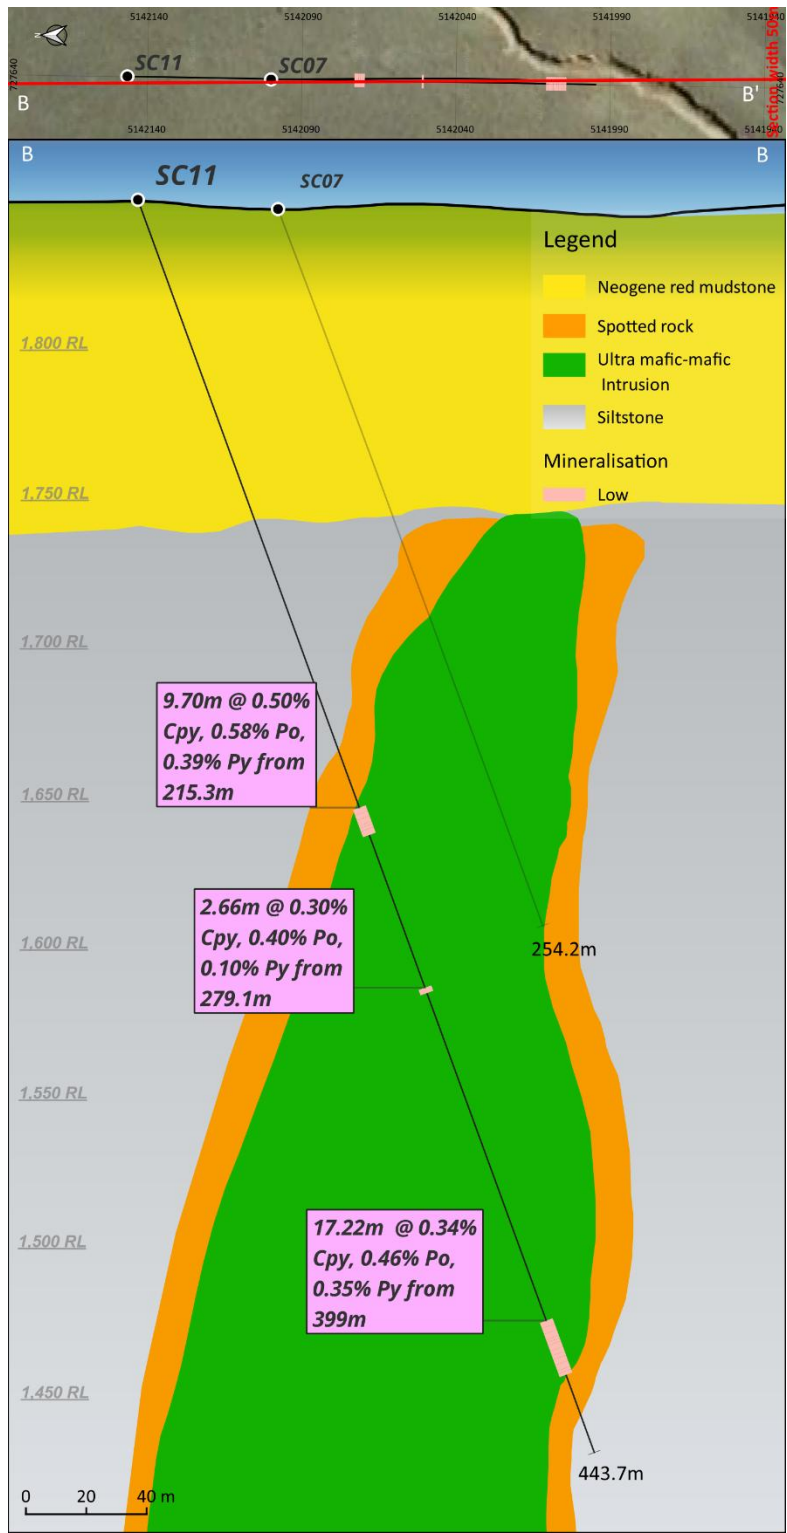 5142140 5142090 5142040 5141990 5141940
N
SC11 SC07
727640
727640
B B'
Section width 50m
5142140 5142090 5142040 5141990 5141940
B B
SC11 SC07
Legend
Neogene red mudstone
Spotted rock
Ultra mafic-mafic
Intrusion
Siltstone
Mineralisation
Low
1,800 RL
1,750 RL
1,700 RL
9.70m @ 0.50%
Cpy, 0.58% Po,
0.39% Py from
215.3m
1,650 RL
2.66m @ 0.30%
Cpy, 0.40% Po,
0.10% Py from
279.1m
1,600 RL
254.2m
1,550 RL
17.22m @ 0.34%
Cpy, 0.46% Po,
0.35% Py from
399m
1,500 RL
1,450 RL
443.7m
0 20 40 m